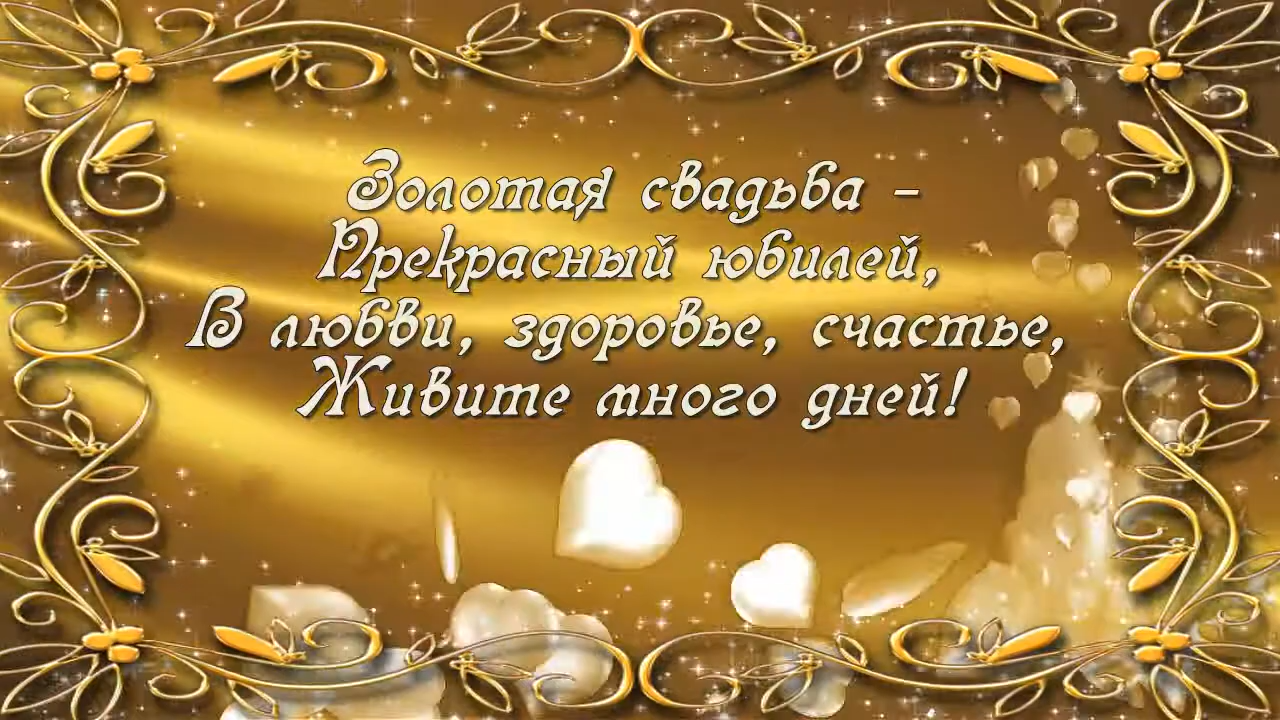 Золотая свадьба –
Прекрасный юбилей,
В любви, здоровье, счастье,
Живите много дней!